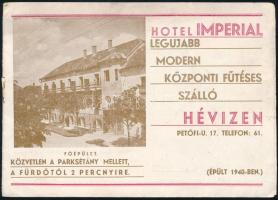 HOTEL IMPERIAL
LEGUJABB
MODERN
KÖZPONTI FŰTÉSES
SZÁLLÓ
HÉVIZEN
PETŐFI-U. 17. TELEFON: 61.
(ÉPÜLT 1940-BEN.)
FŐÉPÜLET
KÖZVETLEN A PARKSÉTÁNY MELLETT,
A FÜRDŐTŐL 2 PERCNYIRE.